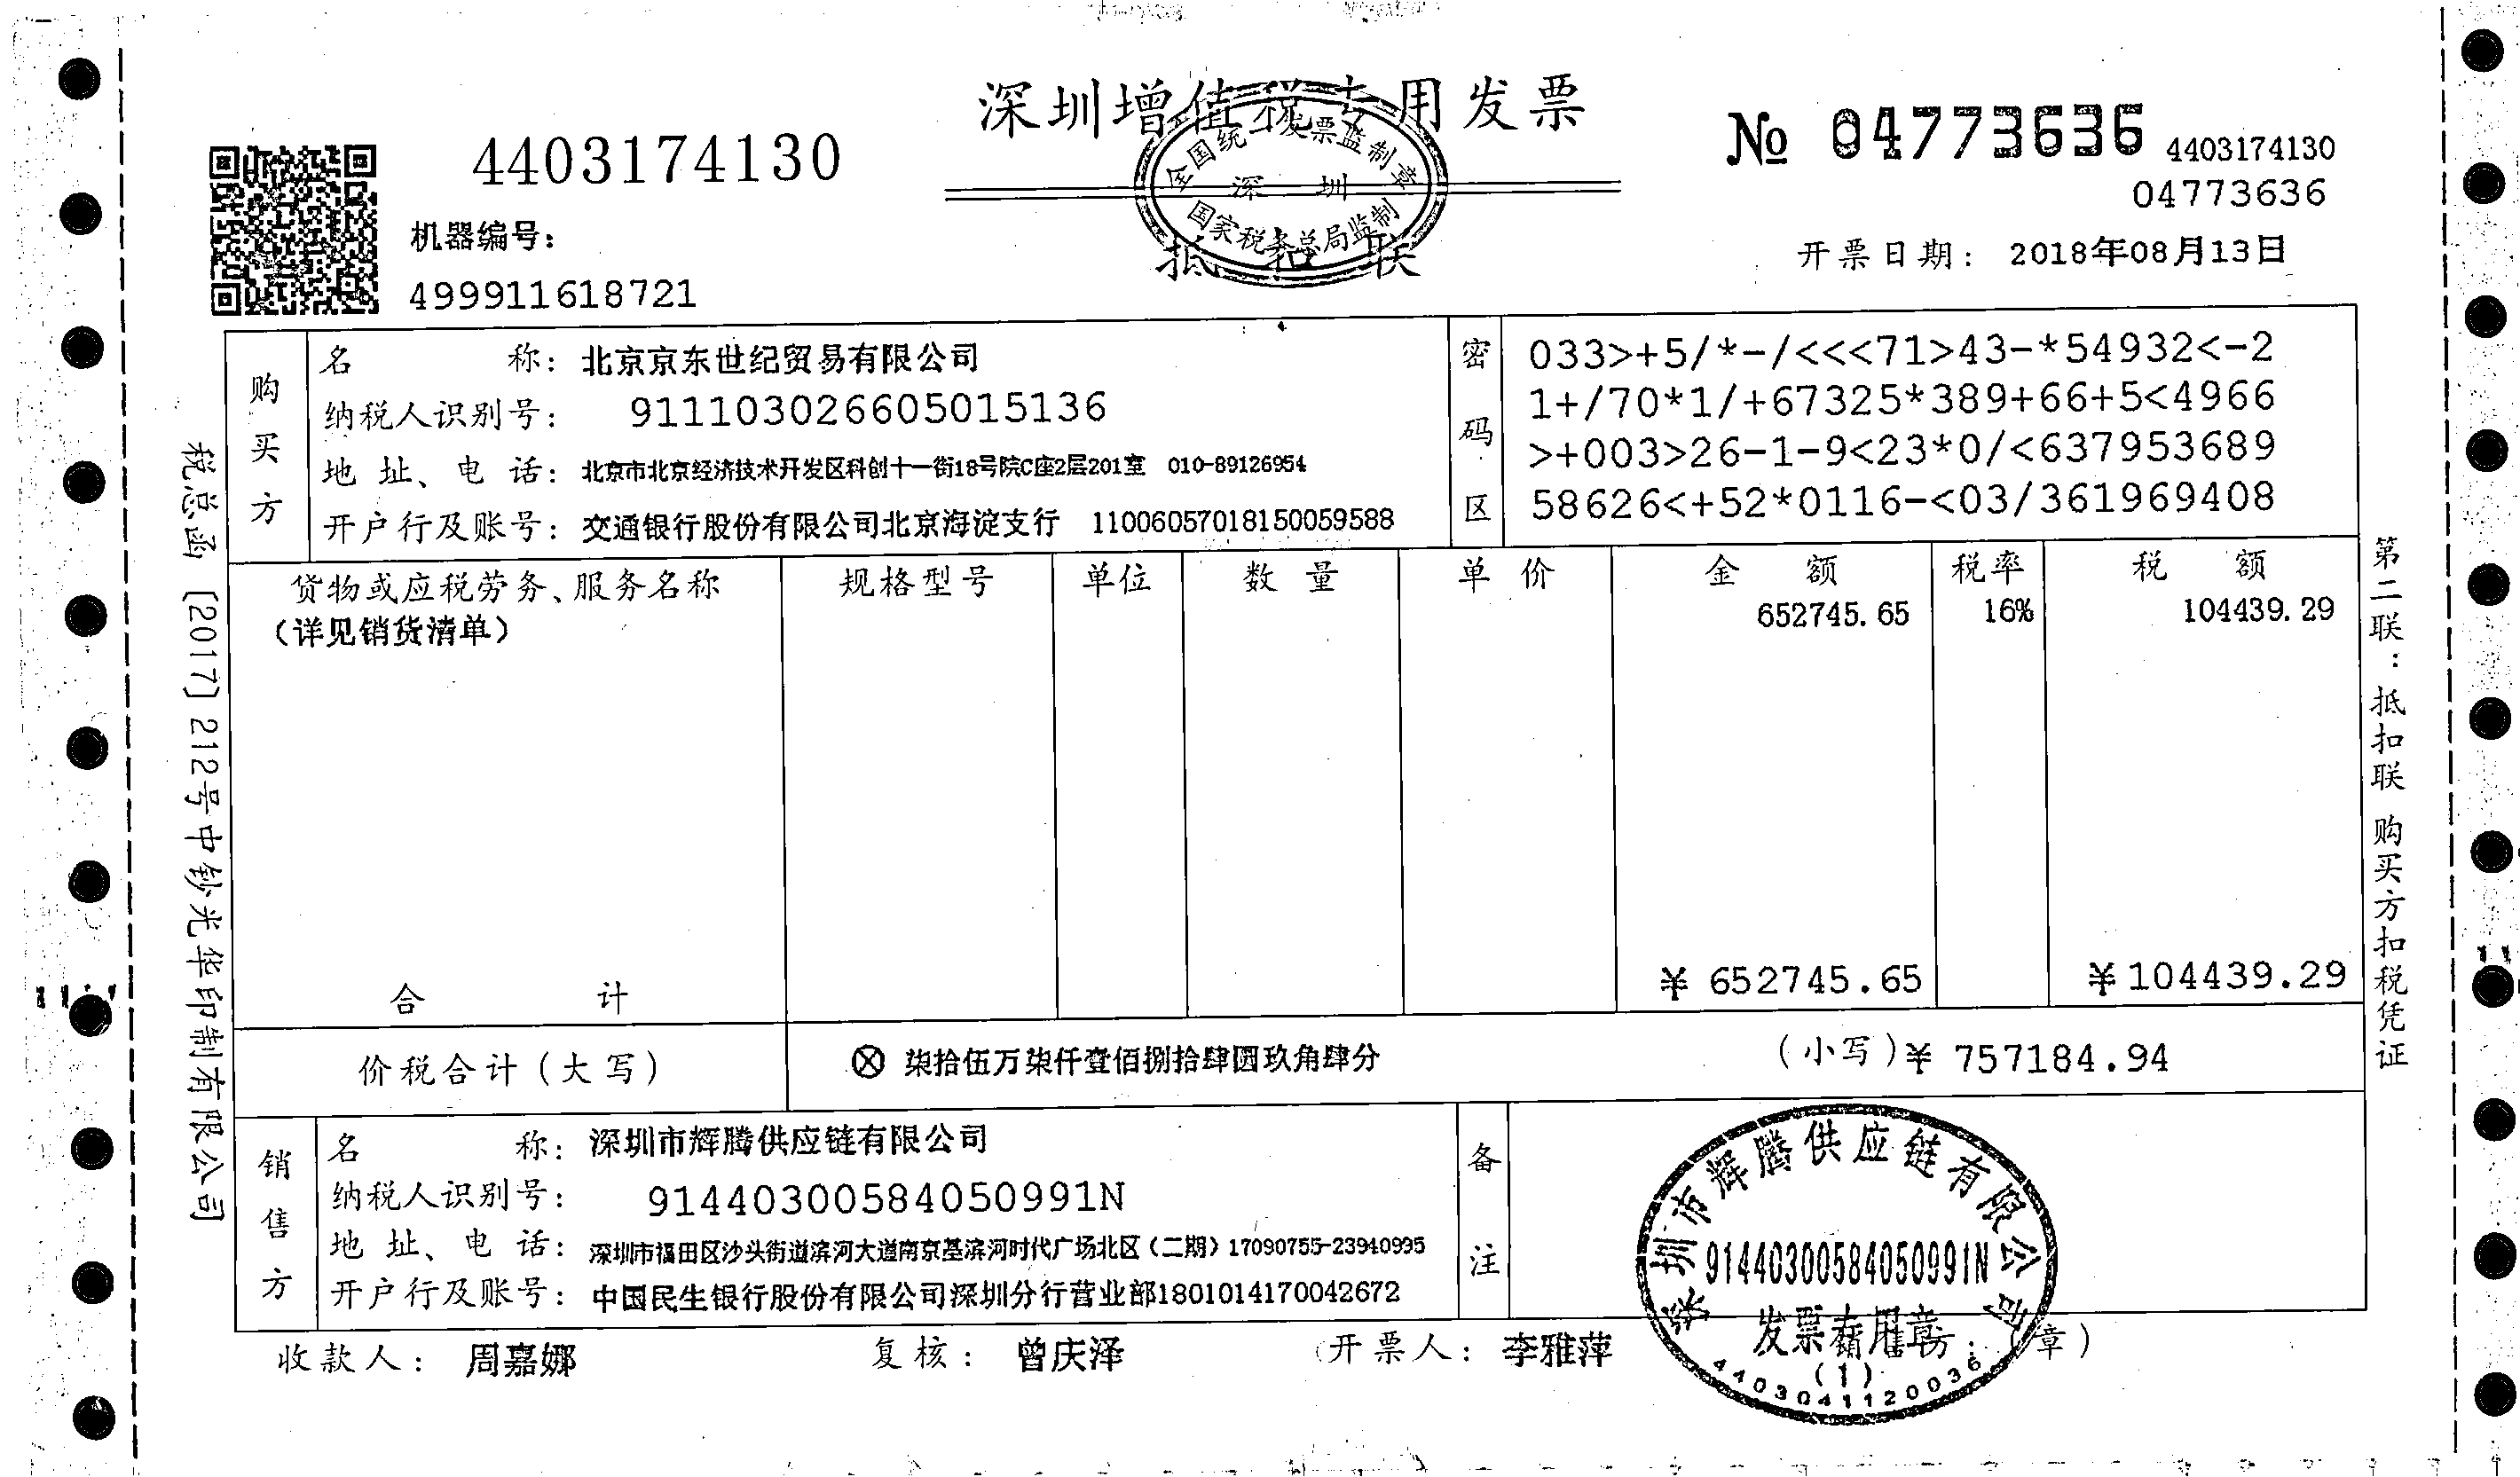 深圳增值税专用发票
4403174130
№ 04773636
4403174130
04773636
全国统一发票监制章
深圳
国家税务总局监制
抵扣联
机器编号：
499911618721
开票日期： 2018年08月13日
购买方
名 称： 北京京东世纪贸易有限公司
纳税人识别号： 911103026605015136
地 址、电 话： 北京市北京经济技术开发区科创十一街18号院C座2层201室 010-89126954
开户行及账号： 交通银行股份有限公司北京海淀支行 110060570181500595​88
密码区
033>+5/*-/<<<71>43-*54932<-2
1+/70*1/+67325*389+66+5<4966
>+003>26-1-9<23*0/<637953689
58626<+52*0116-<03/361969408
货物或应税劳务、服务名称 规格型号 单位 数 量 单 价 金 额 税率 税 额
（详见销货清单） 652745.65 16% 104439.29
合 计 ￥652745.65 ￥104439.29
价税合计（大写） ⊗ 柒拾伍万柒仟壹佰捌拾肆圆玖角肆分 （小写）￥757184.94
销售方
名 称： 深圳市辉腾供应链有限公司
纳税人识别号： 91440300584050991N
地 址、电 话： 深圳市福田区沙头街道滨河大道南京基滨河时代广场北区（二期）17090755-23940995
开户行及账号： 中国民生银行股份有限公司深圳分行营业部1801014170042672
备注
深圳市辉腾供应链有限公司
91440300584050991N
发票专用章
（1）
4403041120036
收款人： 周嘉娜 复核： 曾庆泽 开票人： 李雅萍 销售方：（章）
税总函〔2017〕212号中钞光华印制有限公司
第二联：抵扣联 购买方扣税凭证